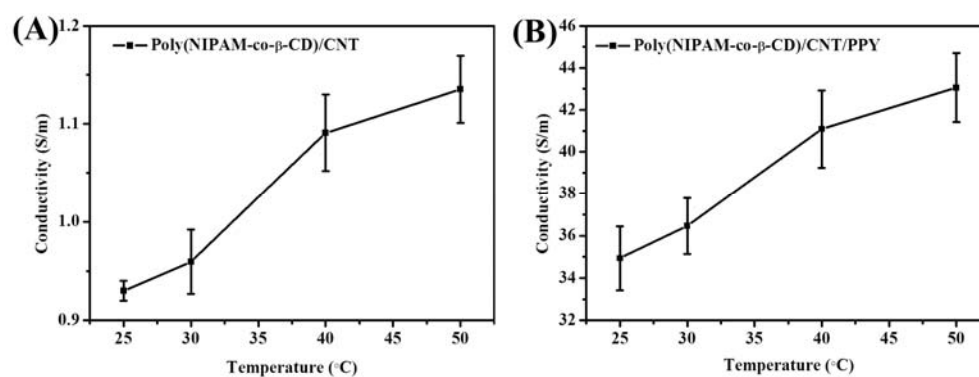 (A)
Poly(NIPAM-co-β-CD)/CNT
Conductivity (S/m)
1.2
1.1
1.0
0.9
25 30 35 40 45 50
Temperature (°C)
(B)
Poly(NIPAM-co-β-CD)/CNT/PPY
Conductivity (S/m)
46
44
42
40
38
36
34
32
25 30 35 40 45 50
Temperature (°C)